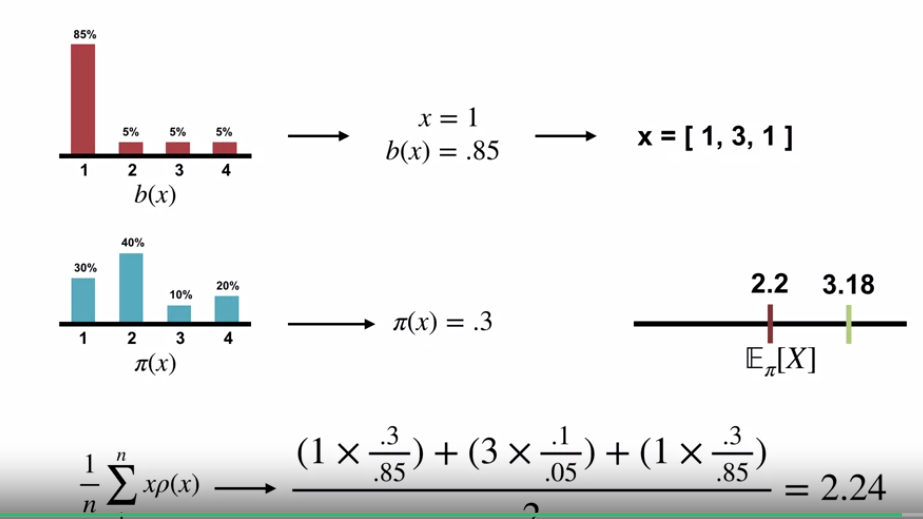 85%
5% 5% 5%
1 2 3 4
b(x)
x = 1
b(x) = .85
x = [ 1, 3, 1 ]
40%
30%
10%
20%
1 2 3 4
π(x)
π(x) = .3
2.2 3.18
𝔼π[X]
1/n ∑ n xρ(x)
(1 × .3/.85) + (3 × .1/.05) + (1 × .3/.85)
= 2.24